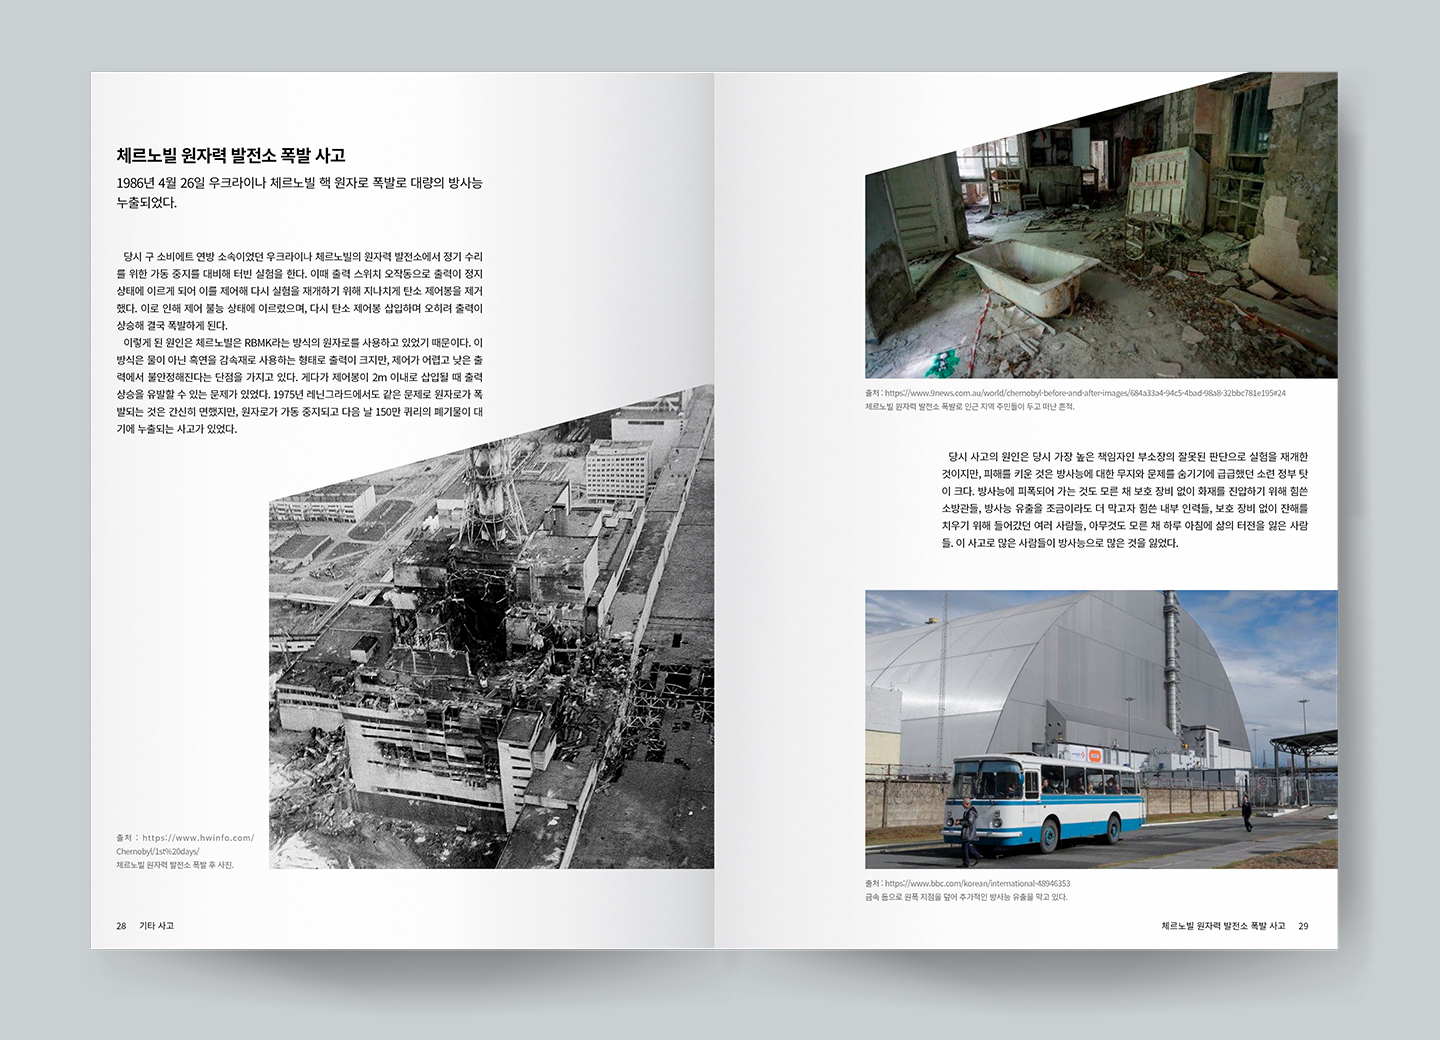 체르노빌 원자력 발전소 폭발 사고
1986년 4월 26일 우크라이나 체르노빌 핵 원자로 폭발로 대량의 방사능
누출되었다.
당시 구 소비에트 연방 소속이었던 우크라이나 체르노빌의 원자력 발전소에서 정기 수리
를 위한 가동 중지를 대비해 터빈 실험을 한다. 이때 출력 스위치 오작동으로 출력이 정지
상태에 이르게 되어 이를 제어해 다시 실험을 재개하기 위해 지나치게 탄소 제어봉을 제거
했다. 이로 인해 제어 불능 상태에 이르렀으며, 다시 탄소 제어봉 삽입하며 오히려 출력이
상승해 결국 폭발하게 된다.
이렇게 된 원인은 체르노빌은 RBMK라는 방식의 원자로를 사용하고 있었기 때문이다. 이
방식은 물이 아닌 흑연을 감속재로 사용하는 형태로 출력이 크지만, 제어가 어렵고 낮은 출
력에서 불안정해진다는 단점을 가지고 있다. 게다가 제어봉이 2m 이내로 삽입될 때 출력
상승을 유발할 수 있는 문제가 있었다. 1975년 레닌그라드에서도 같은 문제로 원자로가 폭
발되는 것은 간신히 면했지만, 원자로가 가동 중지되고 다음 날 150만 퀴리의 폐기물이 대
기에 누출되는 사고가 있었다.
출처 : https://www.hwinfo.com/
Chernobyl/1st%20days/
체르노빌 원자력 발전소 폭발 후 사진.
28 기타 사고
출처 : https://www.9news.com.au/world/chernobyl-before-and-after-images/684a33a4-94c5-4bad-98a8-32bbc781e195#24
체르노빌 원자력 발전소 폭발로 인근 지역 주민들이 두고 떠난 흔적.
당시 사고의 원인은 당시 가장 높은 책임자인 부소장의 잘못된 판단으로 실험을 재개한
것이지만, 피해를 키운 것은 방사능에 대한 무지와 문제를 숨기기에 급급했던 소련 정부 탓
이 크다. 방사능에 피폭되어 가는 것도 모른 채 보호 장비 없이 화재를 진압하기 위해 힘쓴
소방관들, 방사능 유출을 조금이라도 더 막고자 힘쓴 내부 인력들, 보호 장비 없이 잔해를
치우기 위해 들어갔던 여러 사람들, 아무것도 모른 채 하루 아침에 삶의 터전을 잃은 사람
들. 이 사고로 많은 사람들이 방사능으로 많은 것을 잃었다.
출처 : https://www.bbc.com/korean/international-48946353
금속 돔으로 원폭 지점을 덮어 추가적인 방사능 유출을 막고 있다.
체르노빌 원자력 발전소 폭발 사고 29